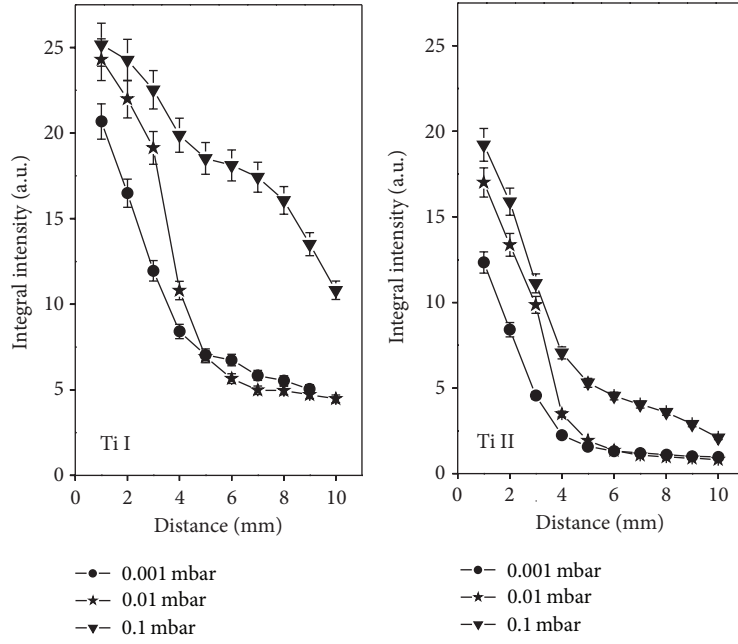 25
20
15
10
5
0
Integral intensity (a.u.)
Ti I
0 2 4 6 8 10
Distance (mm)
0.001 mbar
0.01 mbar
0.1 mbar
25
20
15
10
5
0
Integral intensity (a.u.)
Ti II
0 2 4 6 8 10
Distance (mm)
0.001 mbar
0.01 mbar
0.1 mbar